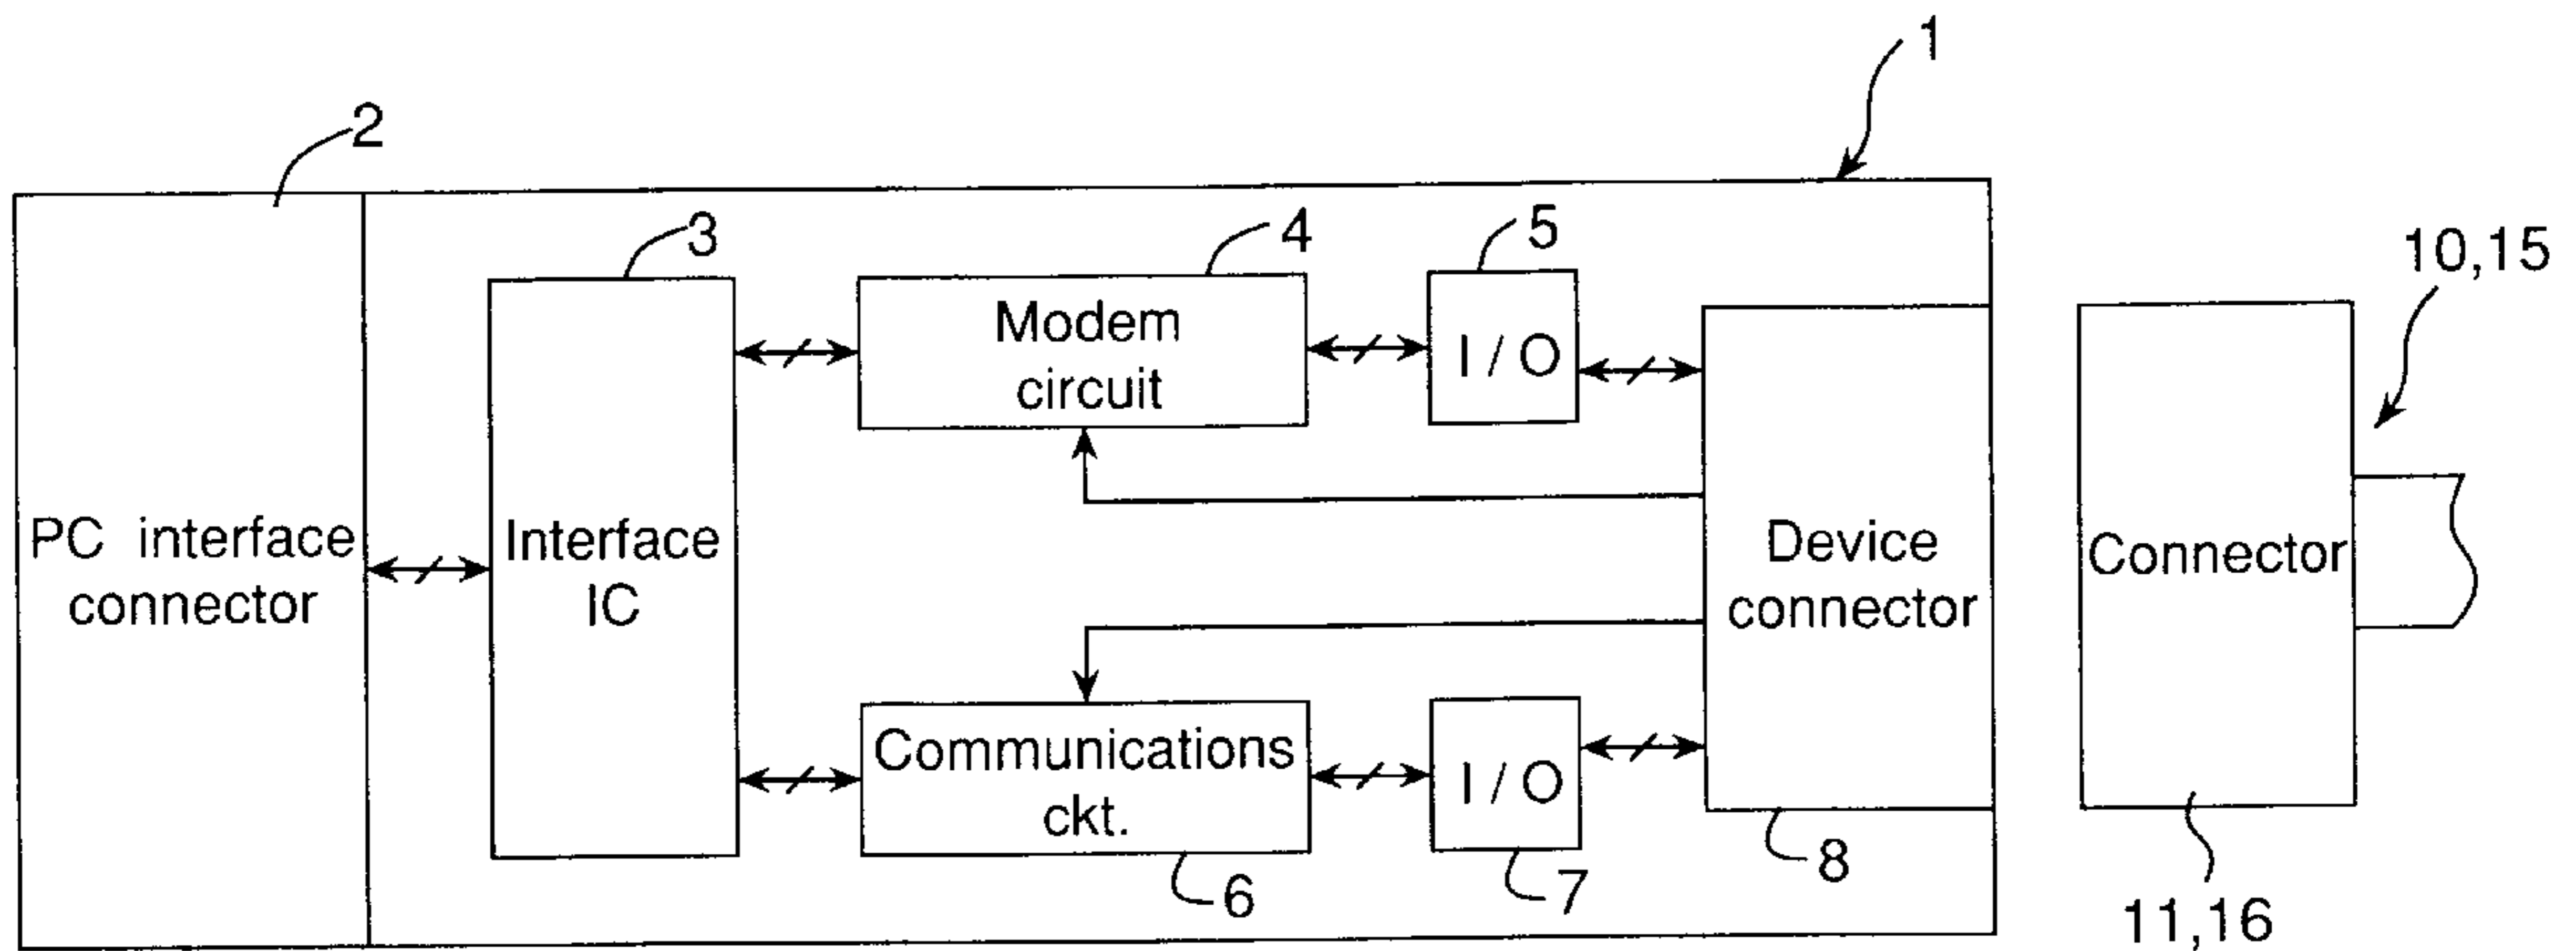 1
2
3
4
5
10,15
Modem
circuit
I / O
PC interface
connector
Interface
IC
Device
connector
Connector
Communications
ckt.
I / O
6
7
8
11,16